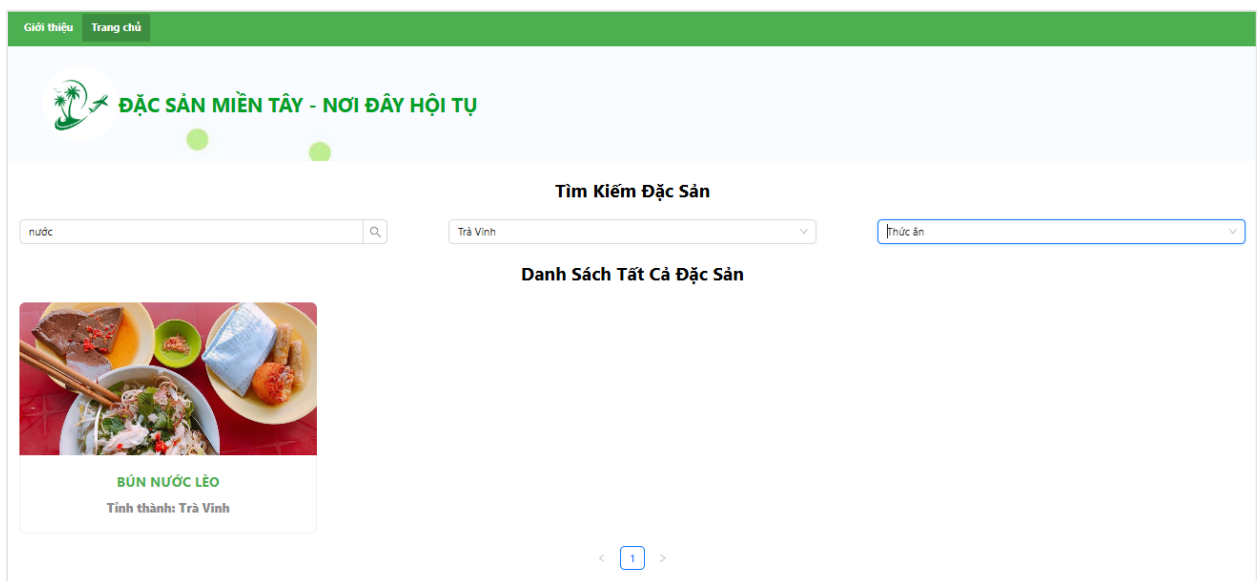 Giới thiệu Trang chủ
ĐẶC SẢN MIỀN TÂY - NƠI ĐÂY HỘI TỤ
Tìm Kiếm Đặc Sản
nước Trà Vinh Thức ăn
Danh Sách Tất Cả Đặc Sản
BÚN NƯỚC LÈO
Tỉnh thành: Trà Vinh
< 1 >